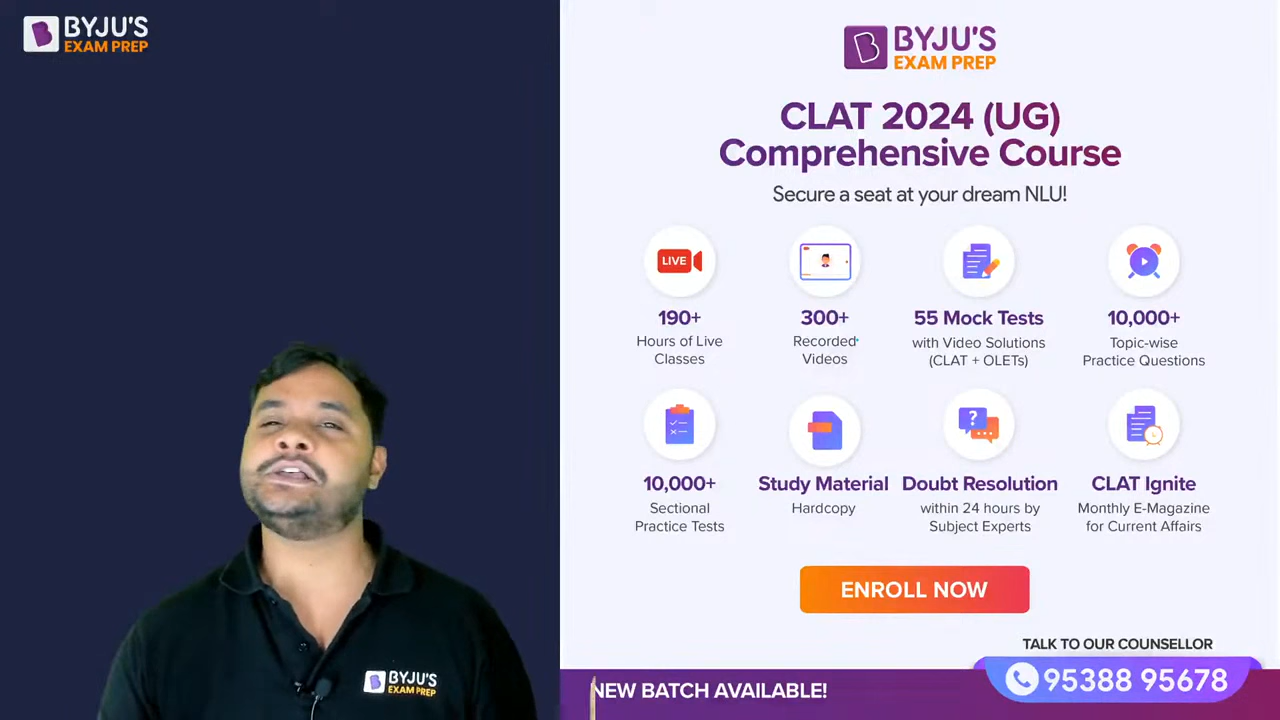 BYJU'S
EXAM PREP
BYJU'S
EXAM PREP
CLAT 2024 (UG)
Comprehensive Course
Secure a seat at your dream NLU!
LIVE
190+
Hours of Live
Classes
300+
Recorded
Videos
55 Mock Tests
with Video Solutions
(CLAT + OLETs)
10,000+
Topic-wise
Practice Questions
10,000+
Sectional
Practice Tests
Study Material
Hardcopy
?
Doubt Resolution
within 24 hours by
Subject Experts
CLAT Ignite
Monthly E-Magazine
for Current Affairs
ENROLL NOW
TALK TO OUR COUNSELLOR
95388 95678
NEW BATCH AVAILABLE!
BYJU'S
EXAM PREP